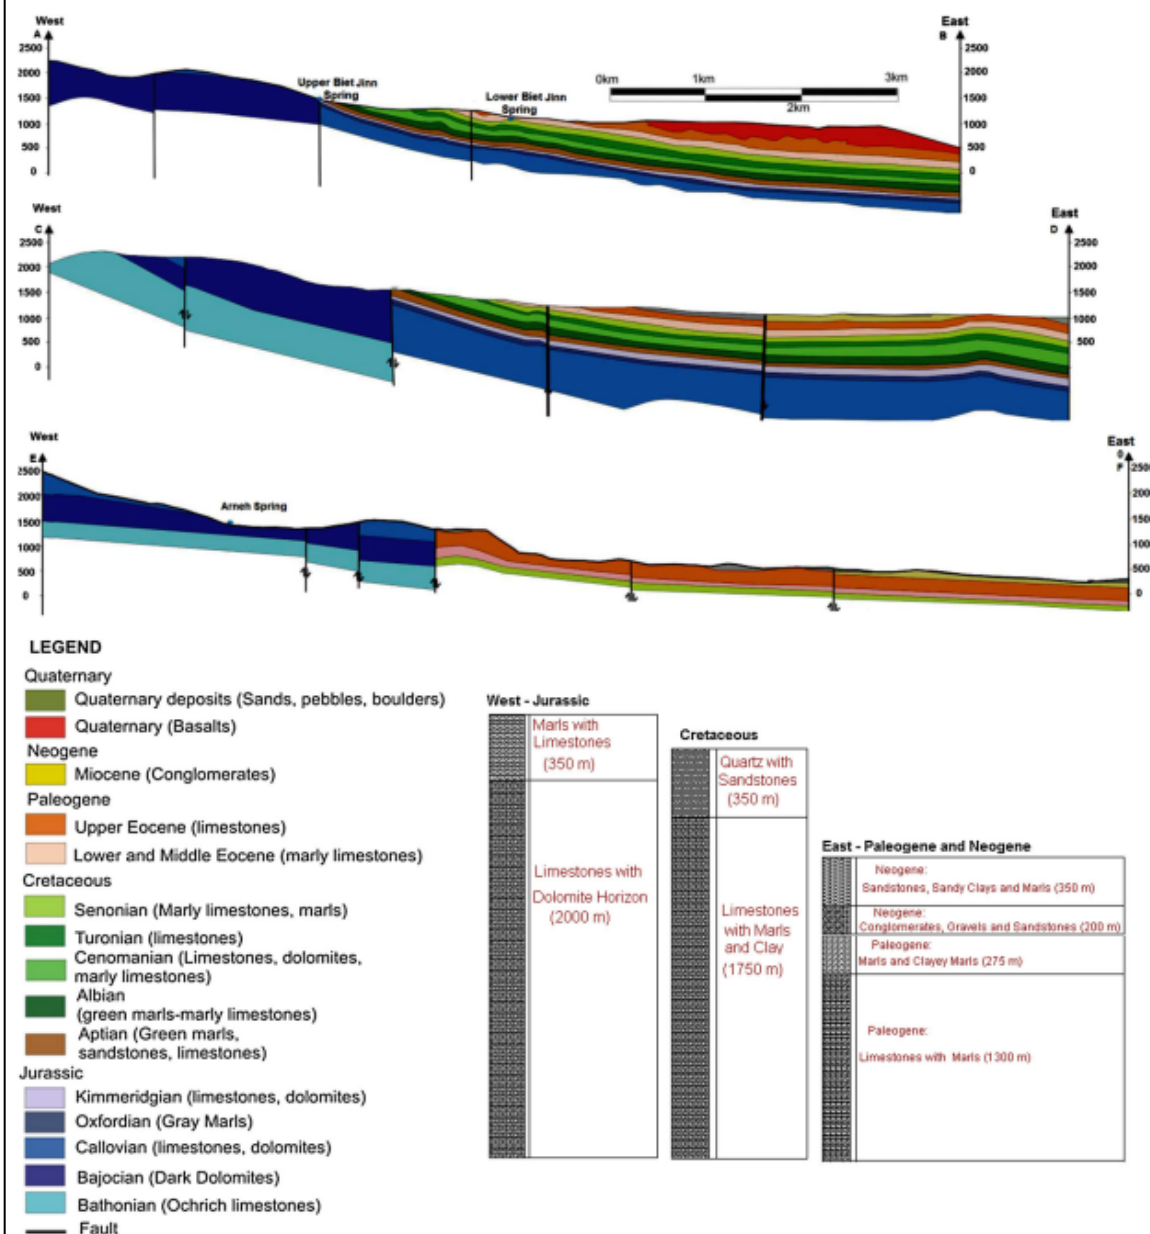 West
A
2500
2000
1500
1000
500
0
Upper Biet Jinn
Spring
Lower Biet Jinn
Spring
0km
1km
2km
3km
East
B
2500
2000
1500
1000
500
0
West
C
2500
2000
1500
1000
500
0
East
D
2500
2000
1500
1000
500
West
E
2500
2000
1500
1000
500
0
Arneh Spring
East
F
2500
2000
1500
1000
500
0
LEGEND
Quaternary
Quaternary deposits (Sands, pebbles, boulders)
Quaternary (Basalts)
Neogene
Miocene (Conglomerates)
Paleogene
Upper Eocene (limestones)
Lower and Middle Eocene (marly limestones)
Cretaceous
Senonian (Marly limestones, marls)
Turonian (limestones)
Cenomanian (Limestones, dolomites,
marly limestones)
Albian
(green marls-marly limestones)
Aptian (Green marls,
sandstones, limestones)
Jurassic
Kimmeridgian (limestones, dolomites)
Oxfordian (Gray Marls)
Callovian (limestones, dolomites)
Bajocian (Dark Dolomites)
Bathonian (Ochrich limestones)
Fault
West - Jurassic
Marls with
Limestones
(350 m)
Limestones with
Dolomite Horizon
(2000 m)
Cretaceous
Quartz with
Sandstones
(350 m)
Limestones
with Marls
and Clay
(1750 m)
East - Paleogene and Neogene
Neogene:
Sandstones, Sandy Clays and Marls (350 m)
Neogene:
Conglomerates, Gravels and Sandstones (200 m)
Paleogene:
Marls and Clayey Marls (275 m)
Paleogene:
Limestones with Marls (1300 m)